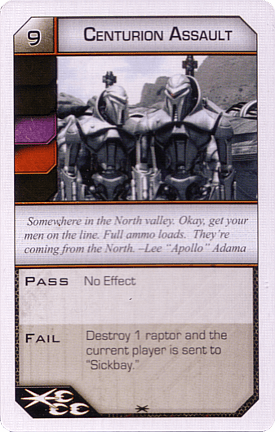 9 CENTURION ASSAULT
Somewhere in the North valley. Okay, get your
men on the line. Full ammo loads. They're
coming from the North. –Lee "Apollo" Adama
PASS No Effect
FAIL Destroy 1 raptor and the
current player is sent to
"Sickbay."